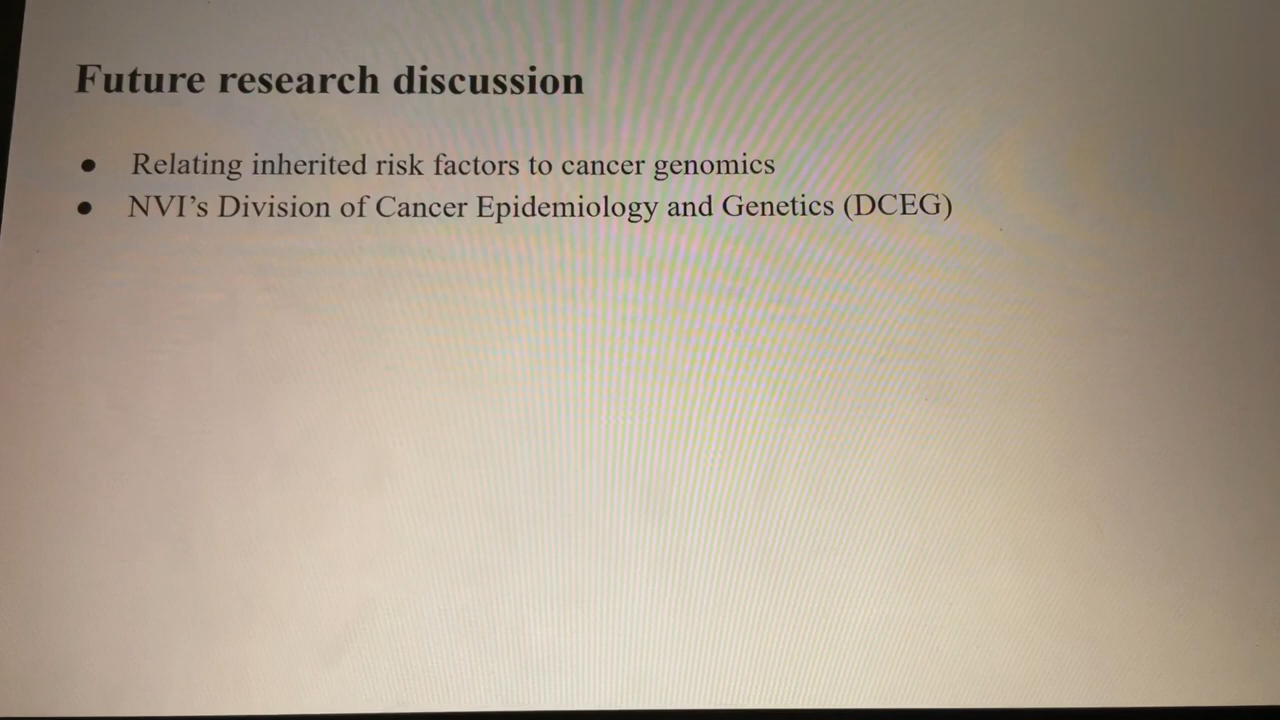 Future research discussion
● Relating inherited risk factors to cancer genomics
● NVI’s Division of Cancer Epidemiology and Genetics (DCEG)